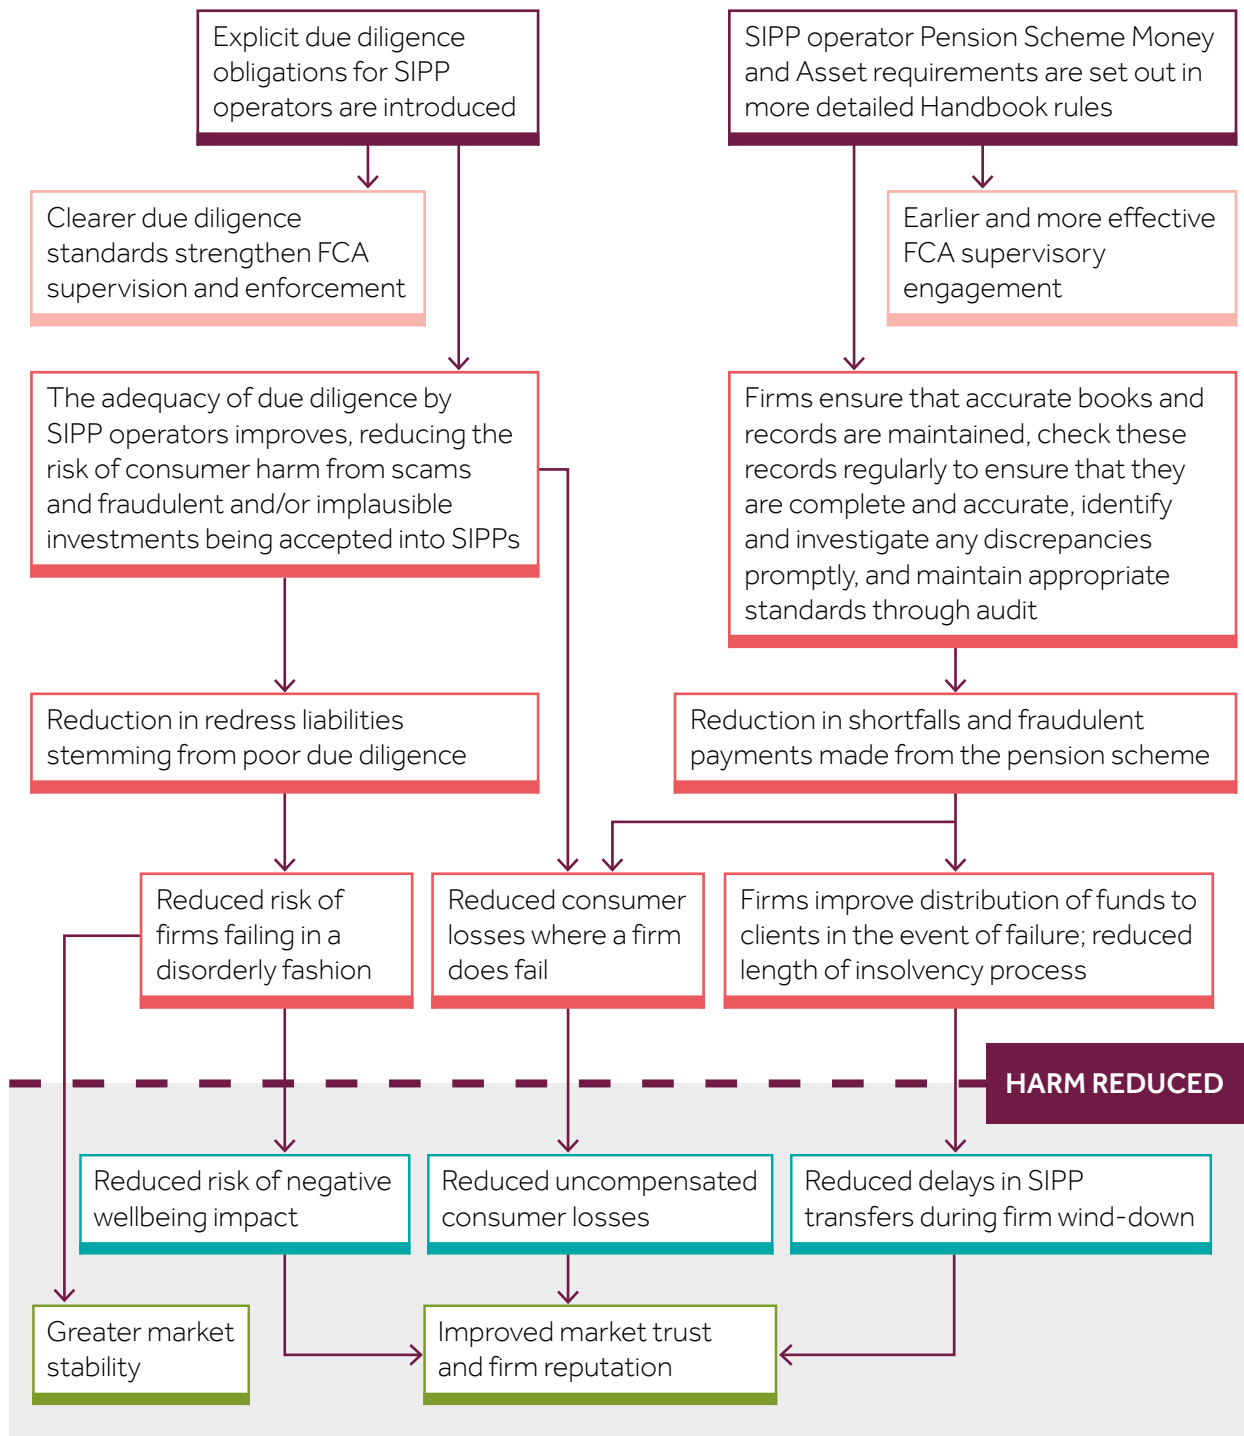 Explicit due diligence
obligations for SIPP
operators are introduced
SIPP operator Pension Scheme Money
and Asset requirements are set out in
more detailed Handbook rules
Clearer due diligence
standards strengthen FCA
supervision and enforcement
Earlier and more effective
FCA supervisory
engagement
The adequacy of due diligence by
SIPP operators improves, reducing the
risk of consumer harm from scams
and fraudulent and/or implausible
investments being accepted into SIPPs
Firms ensure that accurate books and
records are maintained, check these
records regularly to ensure that they
are complete and accurate, identify
and investigate any discrepancies
promptly, and maintain appropriate
standards through audit
Reduction in redress liabilities
stemming from poor due diligence
Reduction in shortfalls and fraudulent
payments made from the pension scheme
Reduced risk of
firms failing in a
disorderly fashion
Reduced consumer
losses where a firm
does fail
Firms improve distribution of funds to
clients in the event of failure; reduced
length of insolvency process
HARM REDUCED
Reduced risk of negative
wellbeing impact
Reduced uncompensated
consumer losses
Reduced delays in SIPP
transfers during firm wind-down
Greater market
stability
Improved market trust
and firm reputation